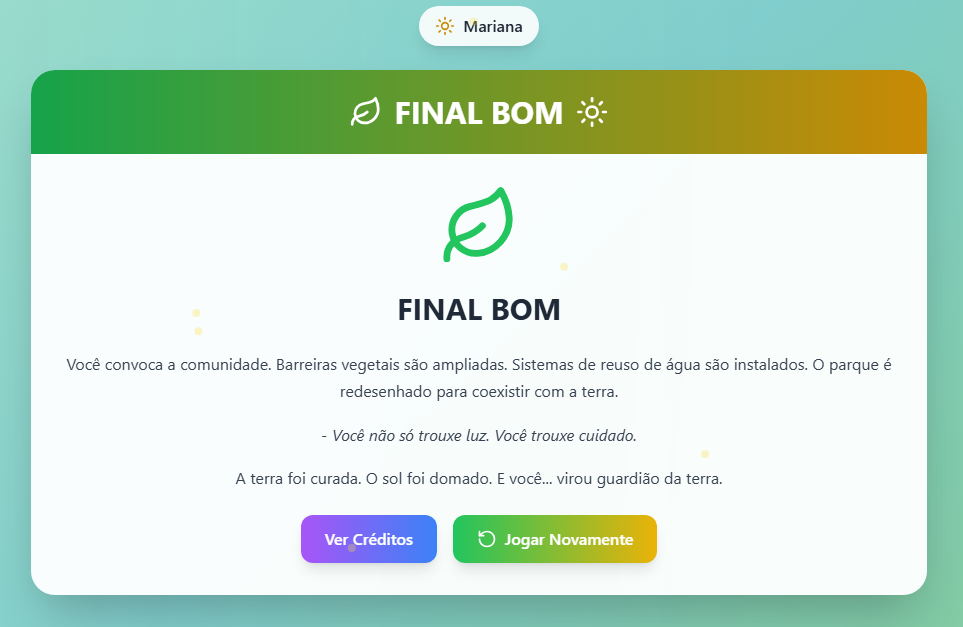 Mariana
FINAL BOM
FINAL BOM
Você convoca a comunidade. Barreiras vegetais são ampliadas. Sistemas de reuso de água são instalados. O parque é
redesenhado para coexistir com a terra.
- Você não só trouxe luz. Você trouxe cuidado.
A terra foi curada. O sol foi domado. E você... virou guardião da terra.
Ver Créditos
Jogar Novamente